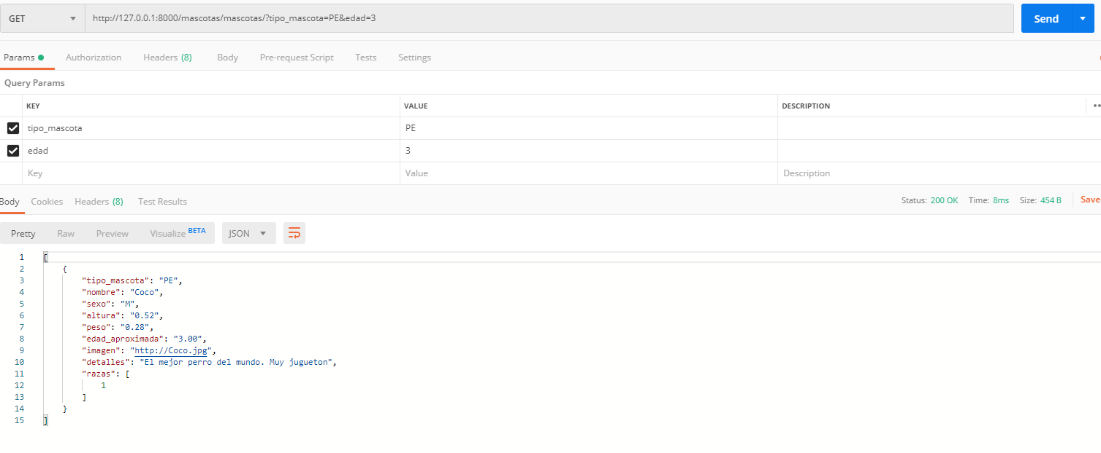 GET http://127.0.0.1:8000/mascotas/mascotas/?tipo_mascota=PE&edad=3 Send
Params Authorization Headers (8) Body Pre-request Script Tests Settings
Query Params
KEY VALUE DESCRIPTION
tipo_mascota PE
edad 3
Key Value Description
Body Cookies Headers (8) Test Results Status: 200 OK Time: 8ms Size: 454 B Save
Pretty Raw Preview Visualize BETA JSON
1 [
2 {
3 "tipo_mascota": "PE",
4 "nombre": "Coco",
5 "sexo": "M",
6 "altura": "0.52",
7 "peso": "0.28",
8 "edad_aproximada": "3.00",
9 "imagen": "http://Coco.jpg",
10 "detalles": "El mejor perro del mundo. Muy jugueton",
11 "razas": [
12 1
13 ]
14 }
15 ]